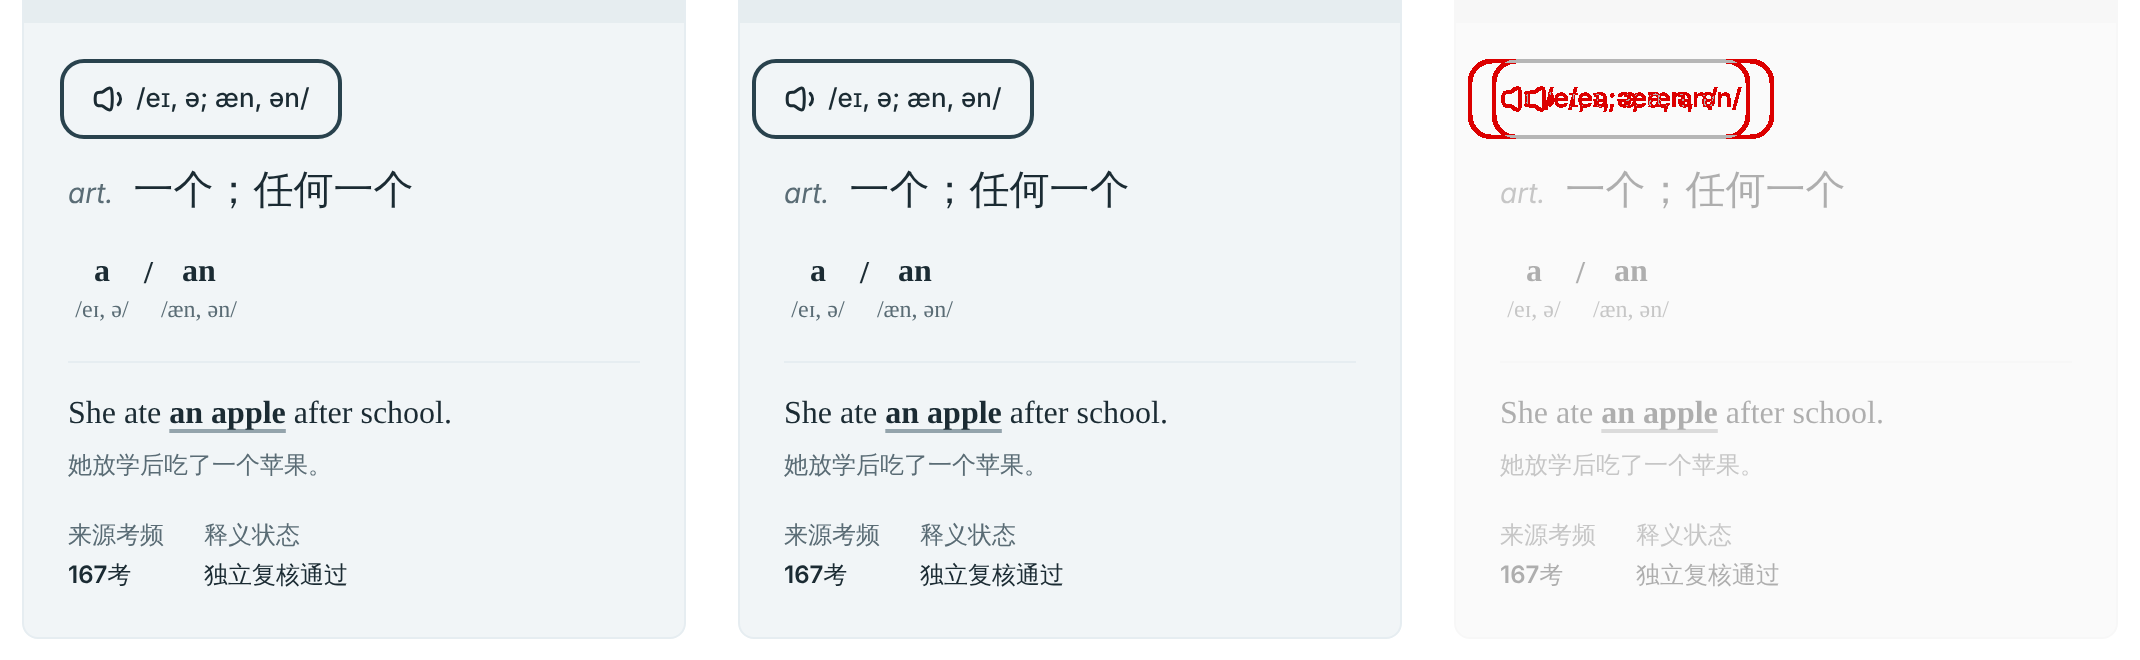 /eɪ, ə; æn, ən/
art. 一个；任何一个
a / an
/eɪ, ə/ /æn, ən/
She ate an apple after school.
她放学后吃了一个苹果。
来源考频 释义状态
167考 独立复核通过
/eɪ, ə; æn, ən/
art. 一个；任何一个
a / an
/eɪ, ə/ /æn, ən/
She ate an apple after school.
她放学后吃了一个苹果。
来源考频 释义状态
167考 独立复核通过
art. 一个；任何一个
a / an
/eɪ, ə/ /æn, ən/
She ate an apple after school.
她放学后吃了一个苹果。
来源考频 释义状态
167考 独立复核通过